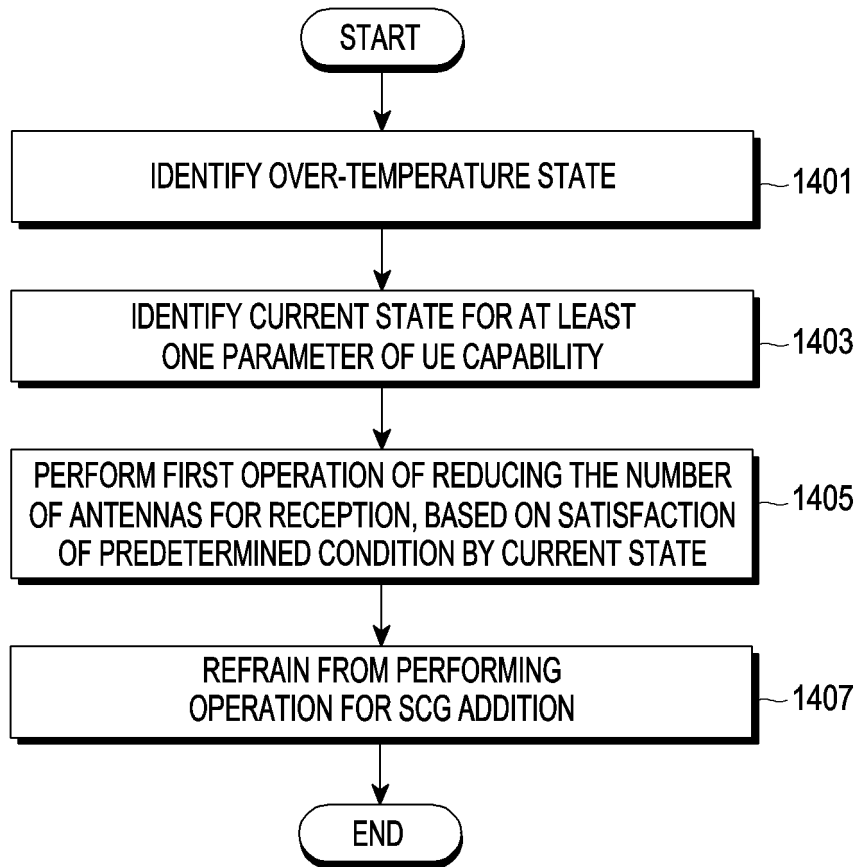 START
IDENTIFY OVER-TEMPERATURE STATE
1401
IDENTIFY CURRENT STATE FOR AT LEAST
ONE PARAMETER OF UE CAPABILITY
1403
PERFORM FIRST OPERATION OF REDUCING THE NUMBER
OF ANTENNAS FOR RECEPTION, BASED ON SATISFACTION
OF PREDETERMINED CONDITION BY CURRENT STATE
1405
REFRAIN FROM PERFORMING
OPERATION FOR SCG ADDITION
1407
END